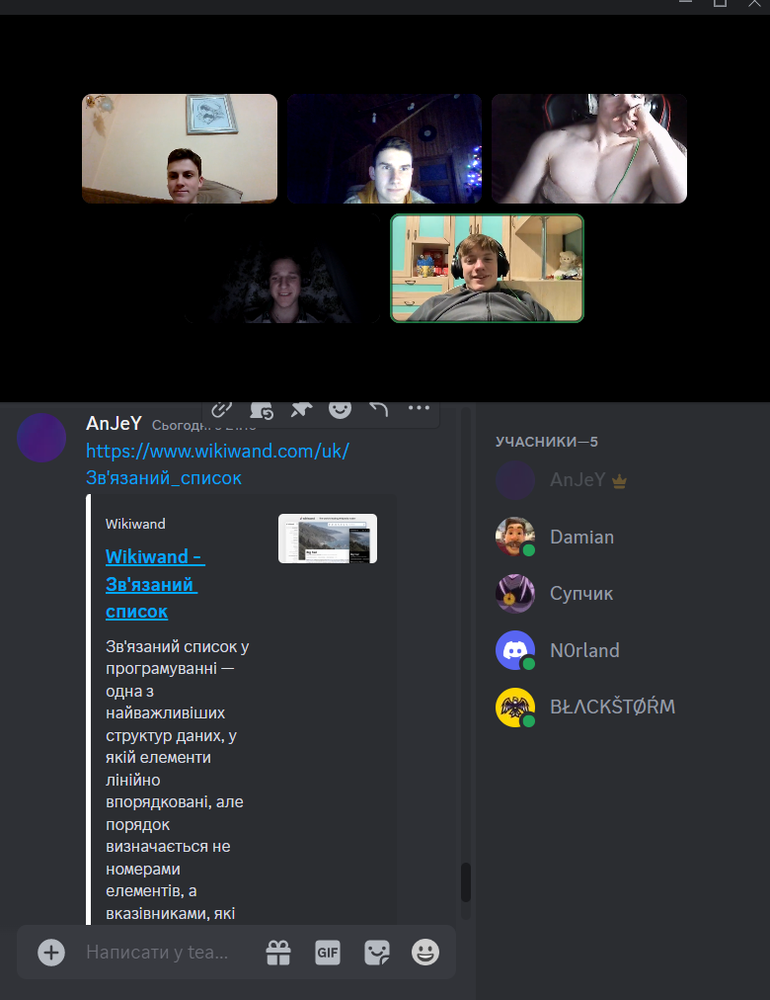 AnJeY
https://www.wikiwand.com/uk/
Зв'язаний_список
Wikiwand
Wikiwand -
Зв'язаний
список
Зв'язаний список у
програмуванні —
одна з
найважливіших
структур даних, у
якій елементи
лінійно
впорядковані, але
порядок
визначається не
номерами
елементів, а
вказівниками, які
Написати у tea...
GIF
УЧАСНИКИ—5
AnJeY
Damian
Супчик
N0rland
BŁΛCKŠTØŔM